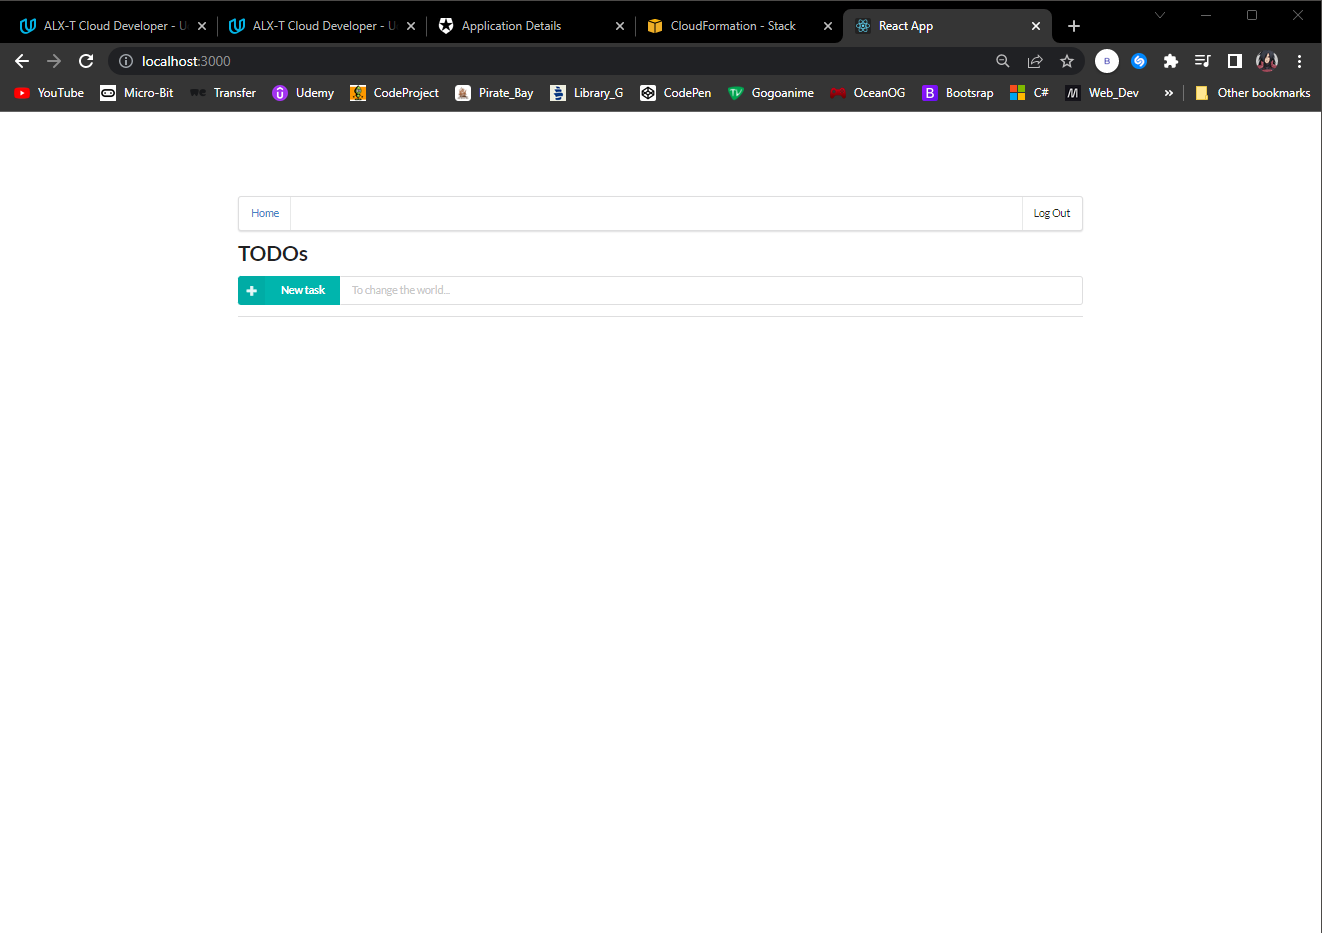 ALX-T Cloud Developer - U
ALX-T Cloud Developer - U
Application Details
CloudFormation - Stack
React App
localhost:3000
B
YouTube
Micro-Bit
we Transfer
Udemy
CodeProject
Pirate_Bay
Library_G
CodePen
TV Gogoanime
OceanOG
B Bootsrap
C#
Web_Dev
»
Other bookmarks
Home
Log Out
TODOs
New task
To change the world...